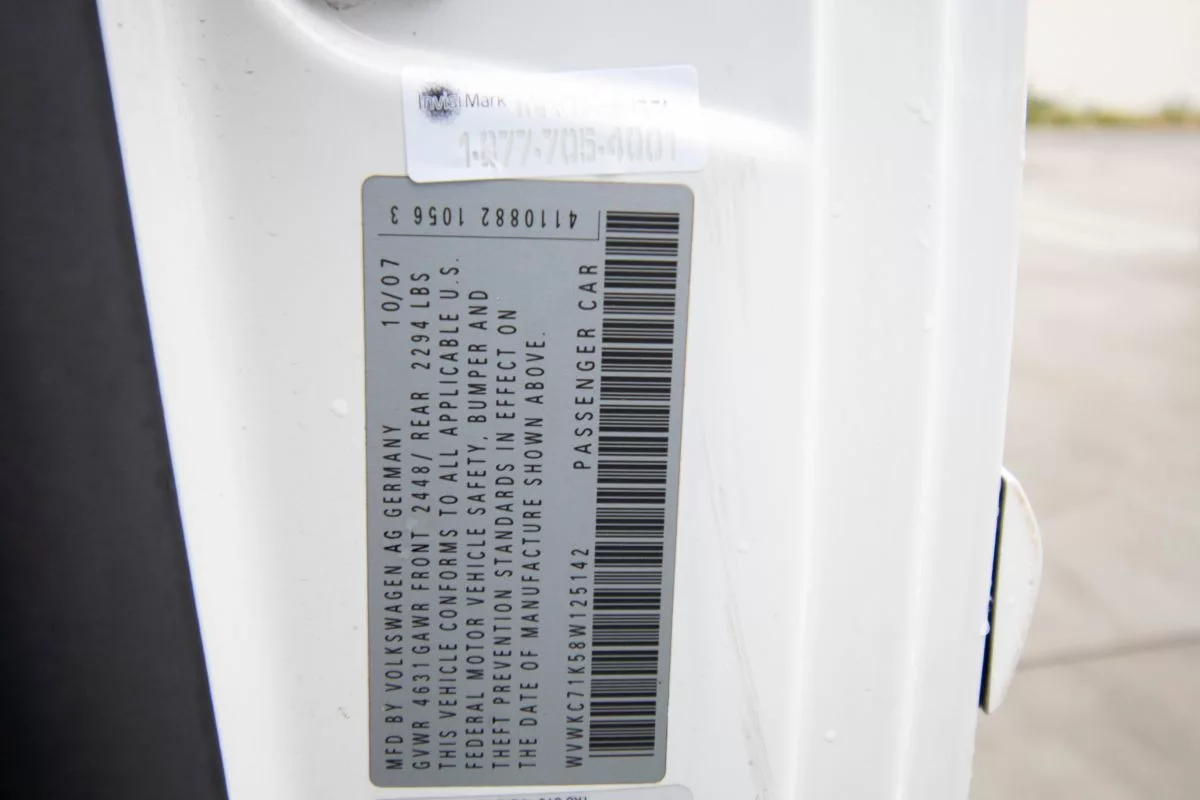 InvisiMark
1-877-705-4001
4110882 1056 3
MFD BY VOLKSWAGEN AG GERMANY 10/07
GVWR 4631GAWR FRONT 2448/ REAR 2294 LBS
THIS VEHICLE CONFORMS TO ALL APPLICABLE U.S.
FEDERAL MOTOR VEHICLE SAFETY, BUMPER AND
THEFT PREVENTION STANDARDS IN EFFECT ON
THE DATE OF MANUFACTURE SHOWN ABOVE.
WVWKC71K58W125142 PASSENGER CAR